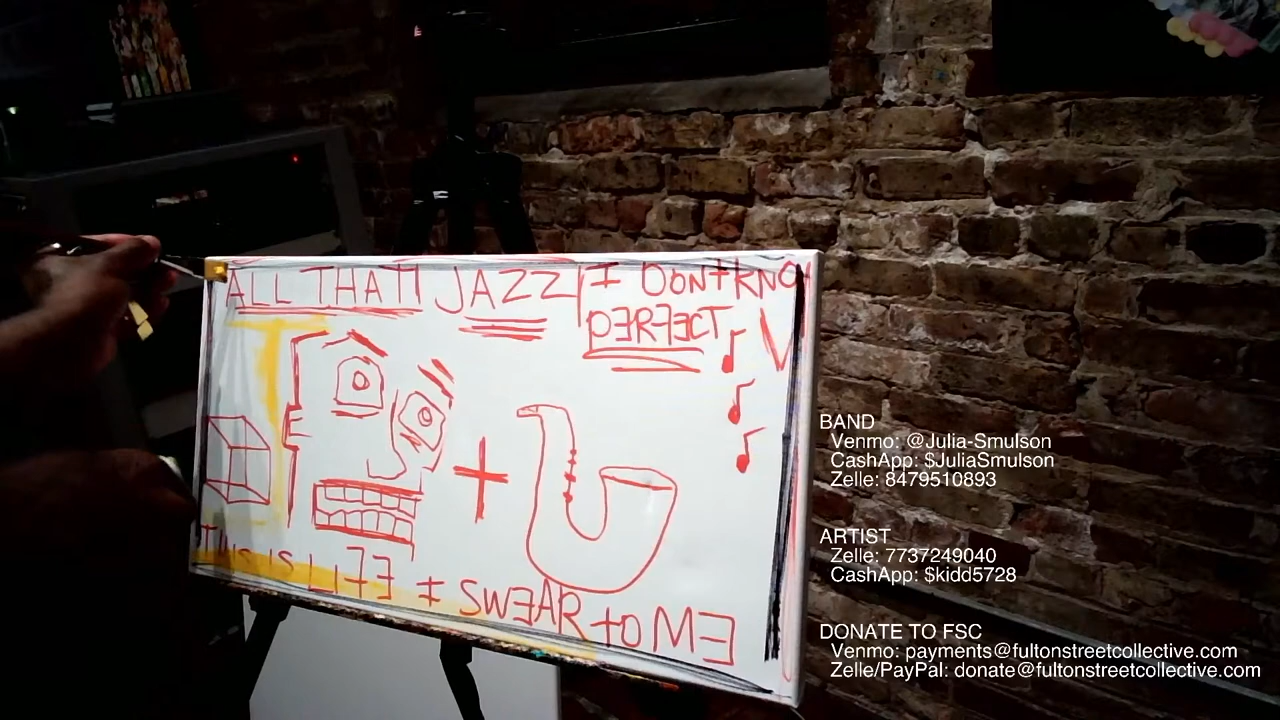 ALL THAT JAZZ
I DONT KNO
PERFECT
THIS IS LIFE I SWEAR to ME
BAND
Venmo: @Julia-Smulson
CashApp: $JuliaSmulson
Zelle: 8479510893
ARTIST
Zelle: 7737249040
CashApp: $kidd5728
DONATE TO FSC
Venmo: payments@fultonstreetcollective.com
Zelle/PayPal: donate@fultonstreetcollective.com